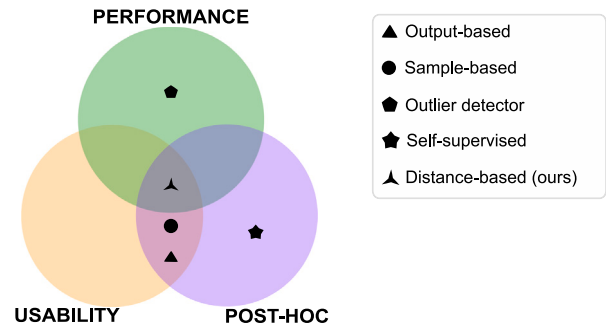 PERFORMANCE
USABILITY
POST-HOC
Output-based
Sample-based
Outlier detector
Self-supervised
Distance-based (ours)